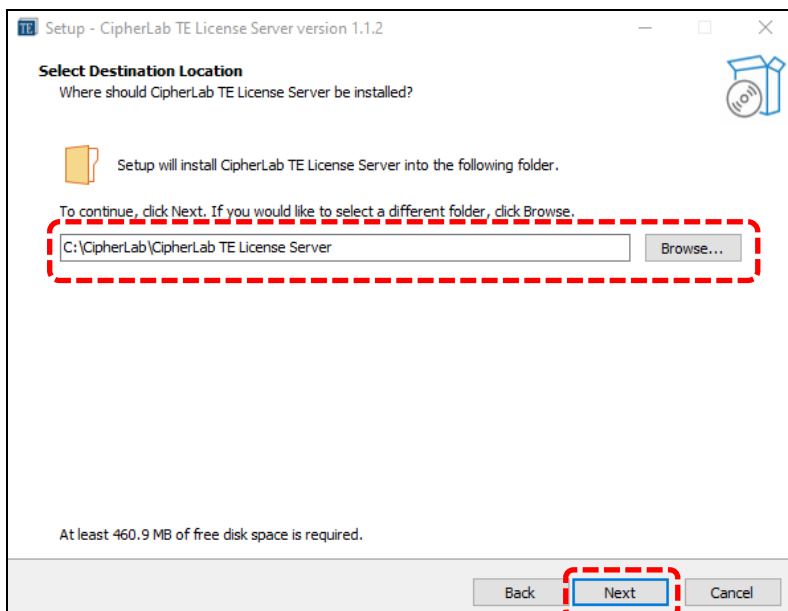 TE Setup - CipherLab TE License Server version 1.1.2
Select Destination Location
Where should CipherLab TE License Server be installed?
Setup will install CipherLab TE License Server into the following folder.
To continue, click Next. If you would like to select a different folder, click Browse.
C:\CipherLab\CipherLab TE License Server Browse...
At least 460.9 MB of free disk space is required.
Back Next Cancel